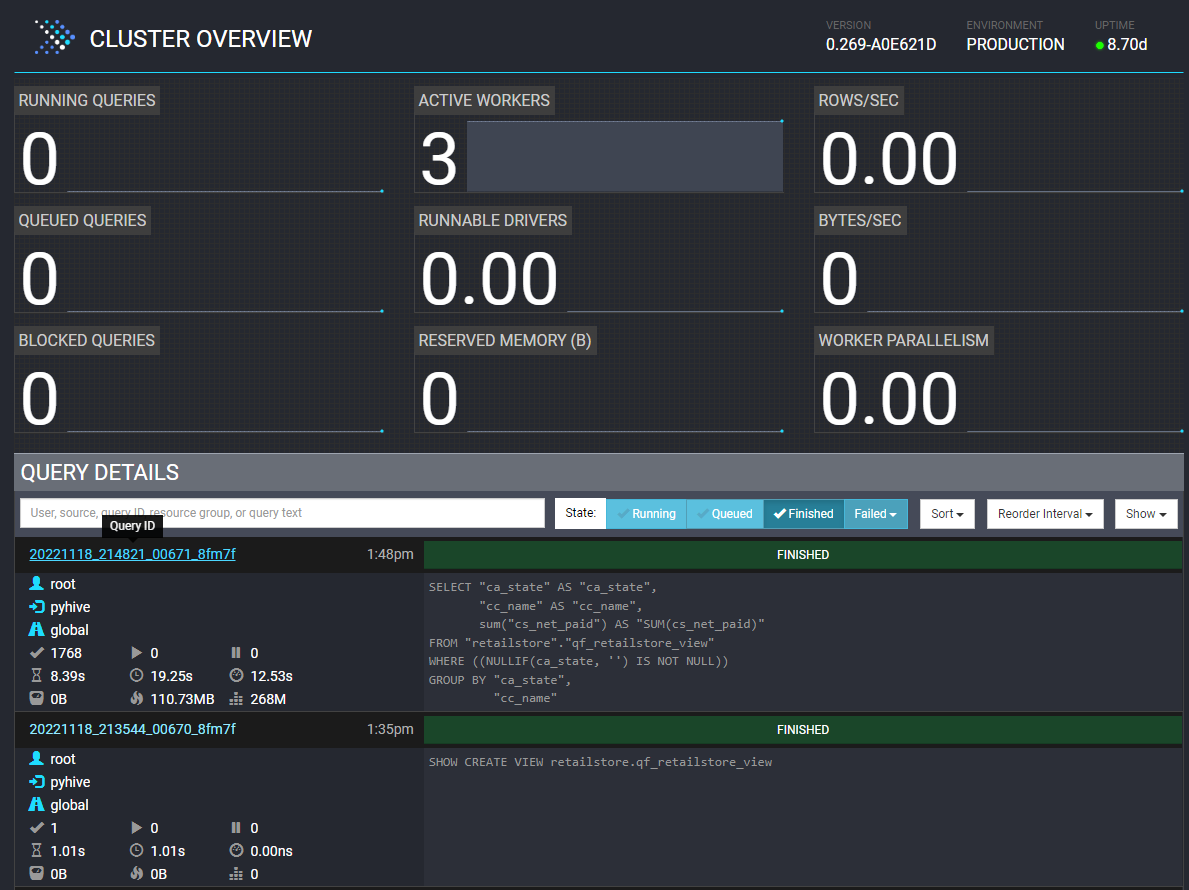 CLUSTER OVERVIEW
VERSION
0.269-A0E621D
ENVIRONMENT
PRODUCTION
UPTIME
8.70d
RUNNING QUERIES
0
ACTIVE WORKERS
3
ROWS/SEC
0.00
QUEUED QUERIES
0
RUNNABLE DRIVERS
0.00
BYTES/SEC
0
BLOCKED QUERIES
0
RESERVED MEMORY (B)
0
WORKER PARALLELISM
0.00
QUERY DETAILS
User, source, query ID, resource group, or query text
State:
Running
Queued
Finished
Failed
Sort
Reorder Interval
Show
Query ID
20221118_214821_00671_8fm7f
1:48pm
FINISHED
root
pyhive
global
1768 0 0
8.39s 19.25s 12.53s
0B 110.73MB 268M
SELECT "ca_state" AS "ca_state",
"cc_name" AS "cc_name",
sum("cs_net_paid") AS "SUM(cs_net_paid)"
FROM "retailstore"."qf_retailstore_view"
WHERE ((NULLIF(ca_state, '') IS NOT NULL))
GROUP BY "ca_state",
"cc_name"
20221118_213544_00670_8fm7f
1:35pm
FINISHED
root
pyhive
global
1 0 0
1.01s 1.01s 0.00ns
0B 0B 0
SHOW CREATE VIEW retailstore.qf_retailstore_view